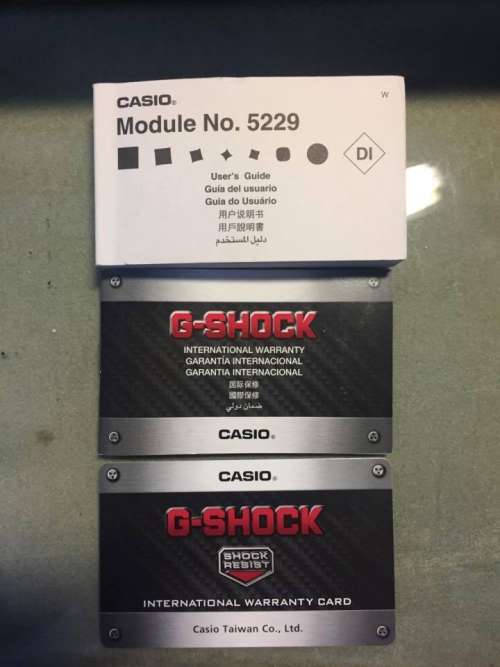 W
CASIO®
Module No. 5229
DI
User's Guide
Guía del usuario
Guia do Usuário
用户说明书
用戶說明書
دليل المستخدم
G-SHOCK
INTERNATIONAL WARRANTY
GARANTÍA INTERNACIONAL
GARANTIA INTERNACIONAL
国际保修
國際保修
ضمان دولي
CASIO®
CASIO®
G-SHOCK
SHOCK
RESIST
INTERNATIONAL WARRANTY CARD
Casio Taiwan Co., Ltd.